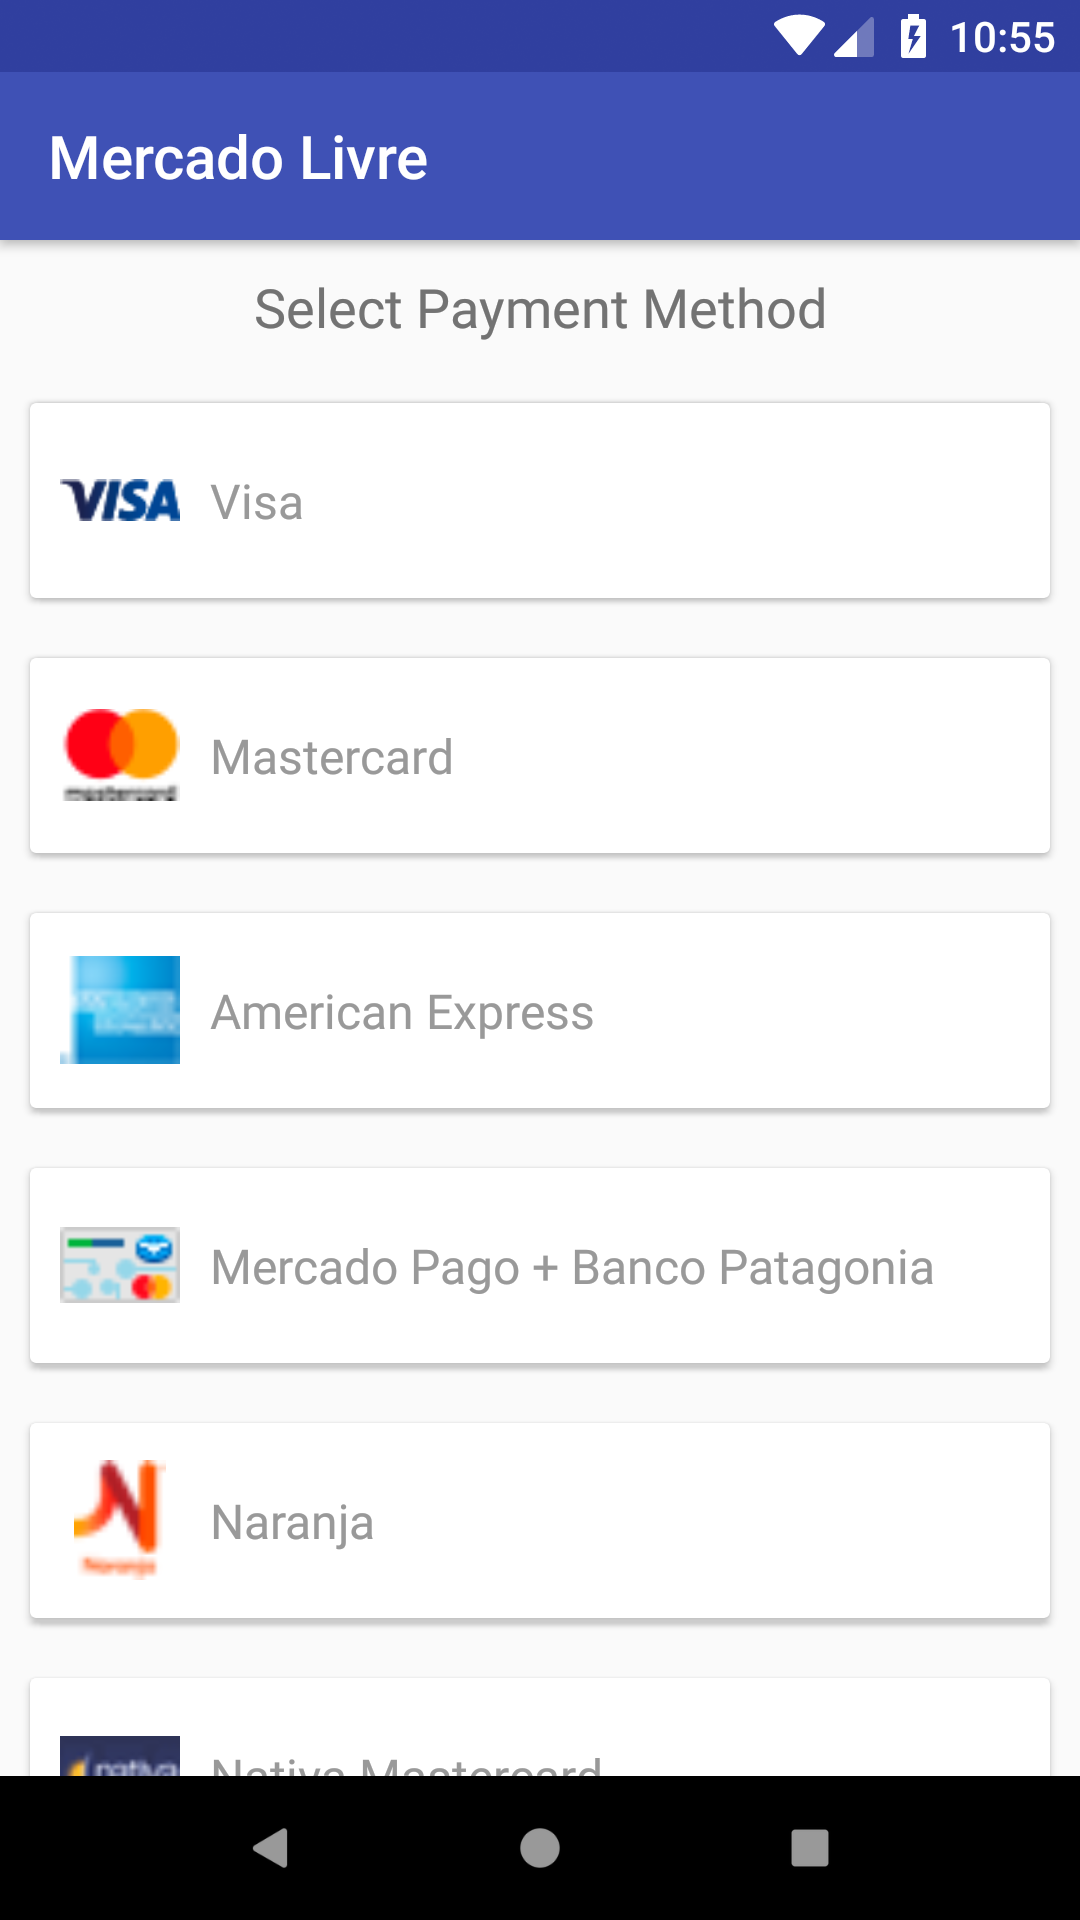 10:55
Mercado Livre
Select Payment Method
VISA Visa
mastercard Mastercard
American Express
Mercado Pago + Banco Patagonia
Naranja
Naranja
nativa Nativa Mastercard